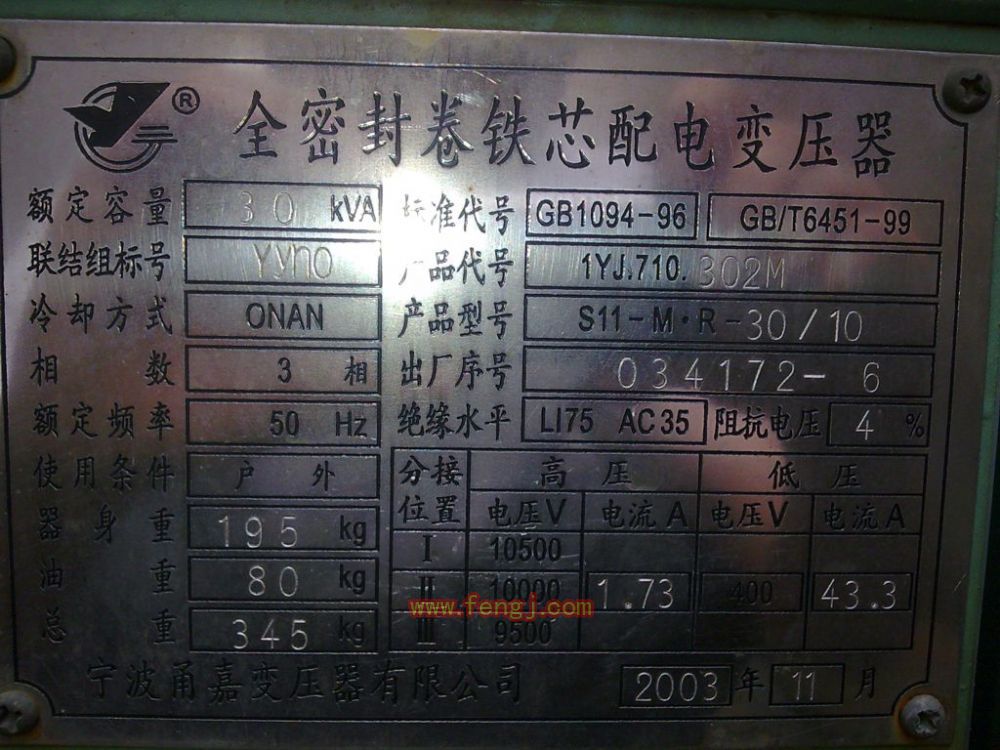 ® 全密封卷铁芯配电变压器
额定容量 30 kVA 标准代号 GB1094-96 GB/T6451-99
联结组标号 Yyn0 产品代号 1YJ.710.302M
冷却方式 ONAN 产品型号 S11-M·R-30/10
相数 3 相 出厂序号 034172-6
额定频率 50 Hz 绝缘水平 LI75 AC35 阻抗电压 4 %
使用条件 户外 分接 高压 低压
器身重 195 kg 位置 电压V 电流A 电压V 电流A
Ⅰ 10500
油重 80 kg Ⅱ 10000 1.73 400 43.3
www.fengj.com
总重 345 kg Ⅲ 9500
宁波甬嘉变压器有限公司 2003 年 11 月